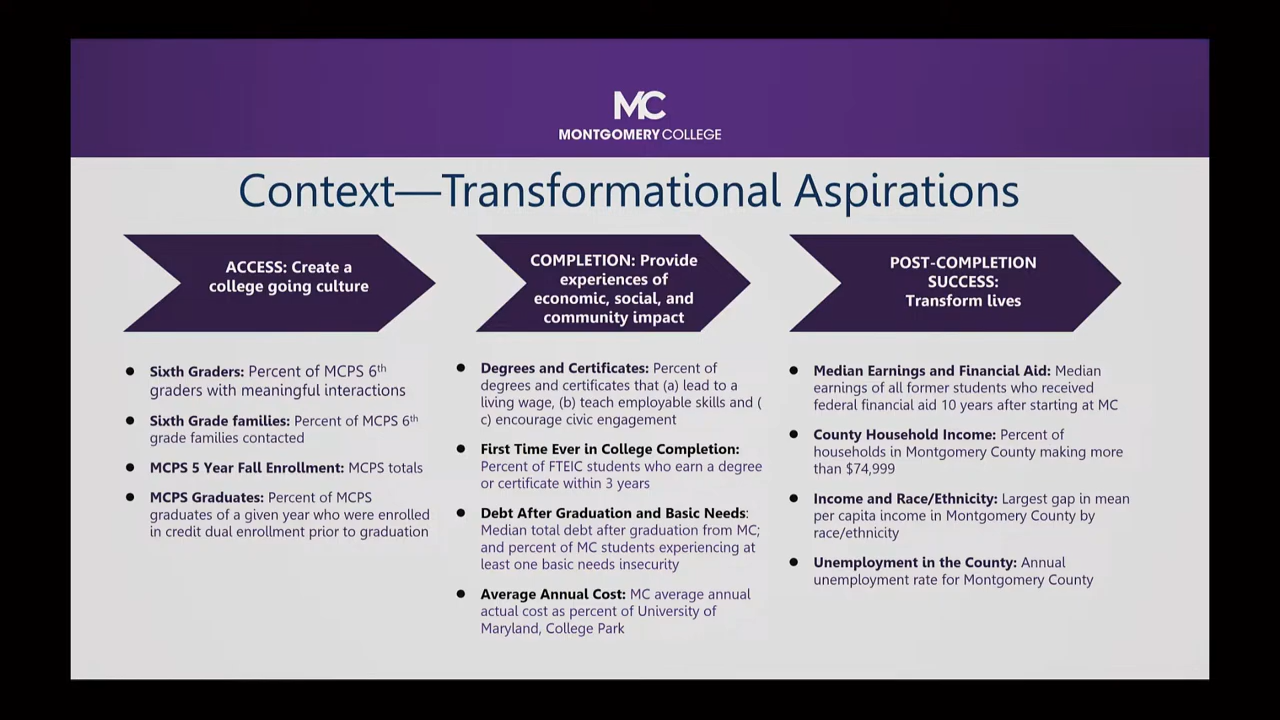 MC
MONTGOMERY COLLEGE
Context—Transformational Aspirations
ACCESS: Create a
college going culture
Sixth Graders: Percent of MCPS 6th
graders with meaningful interactions
Sixth Grade families: Percent of MCPS 6th
grade families contacted
MCPS 5 Year Fall Enrollment: MCPS totals
MCPS Graduates: Percent of MCPS
graduates of a given year who were enrolled
in credit dual enrollment prior to graduation
COMPLETION: Provide
experiences of
economic, social, and
community impact
Degrees and Certificates: Percent of
degrees and certificates that (a) lead to a
living wage, (b) teach employable skills and (
c) encourage civic engagement
First Time Ever in College Completion:
Percent of FTEIC students who earn a degree
or certificate within 3 years
Debt After Graduation and Basic Needs:
Median total debt after graduation from MC;
and percent of MC students experiencing at
least one basic needs insecurity
Average Annual Cost: MC average annual
actual cost as percent of University of
Maryland, College Park
POST-COMPLETION
SUCCESS:
Transform lives
Median Earnings and Financial Aid: Median
earnings of all former students who received
federal financial aid 10 years after starting at MC
County Household Income: Percent of
households in Montgomery County making more
than $74,999
Income and Race/Ethnicity: Largest gap in mean
per capita income in Montgomery County by
race/ethnicity
Unemployment in the County: Annual
unemployment rate for Montgomery County